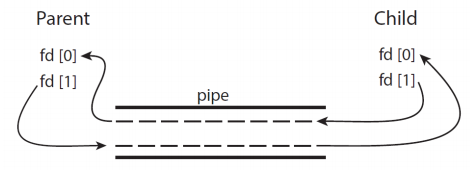 Parent
Child
fd [0]
fd [0]
fd [1]
fd [1]
pipe